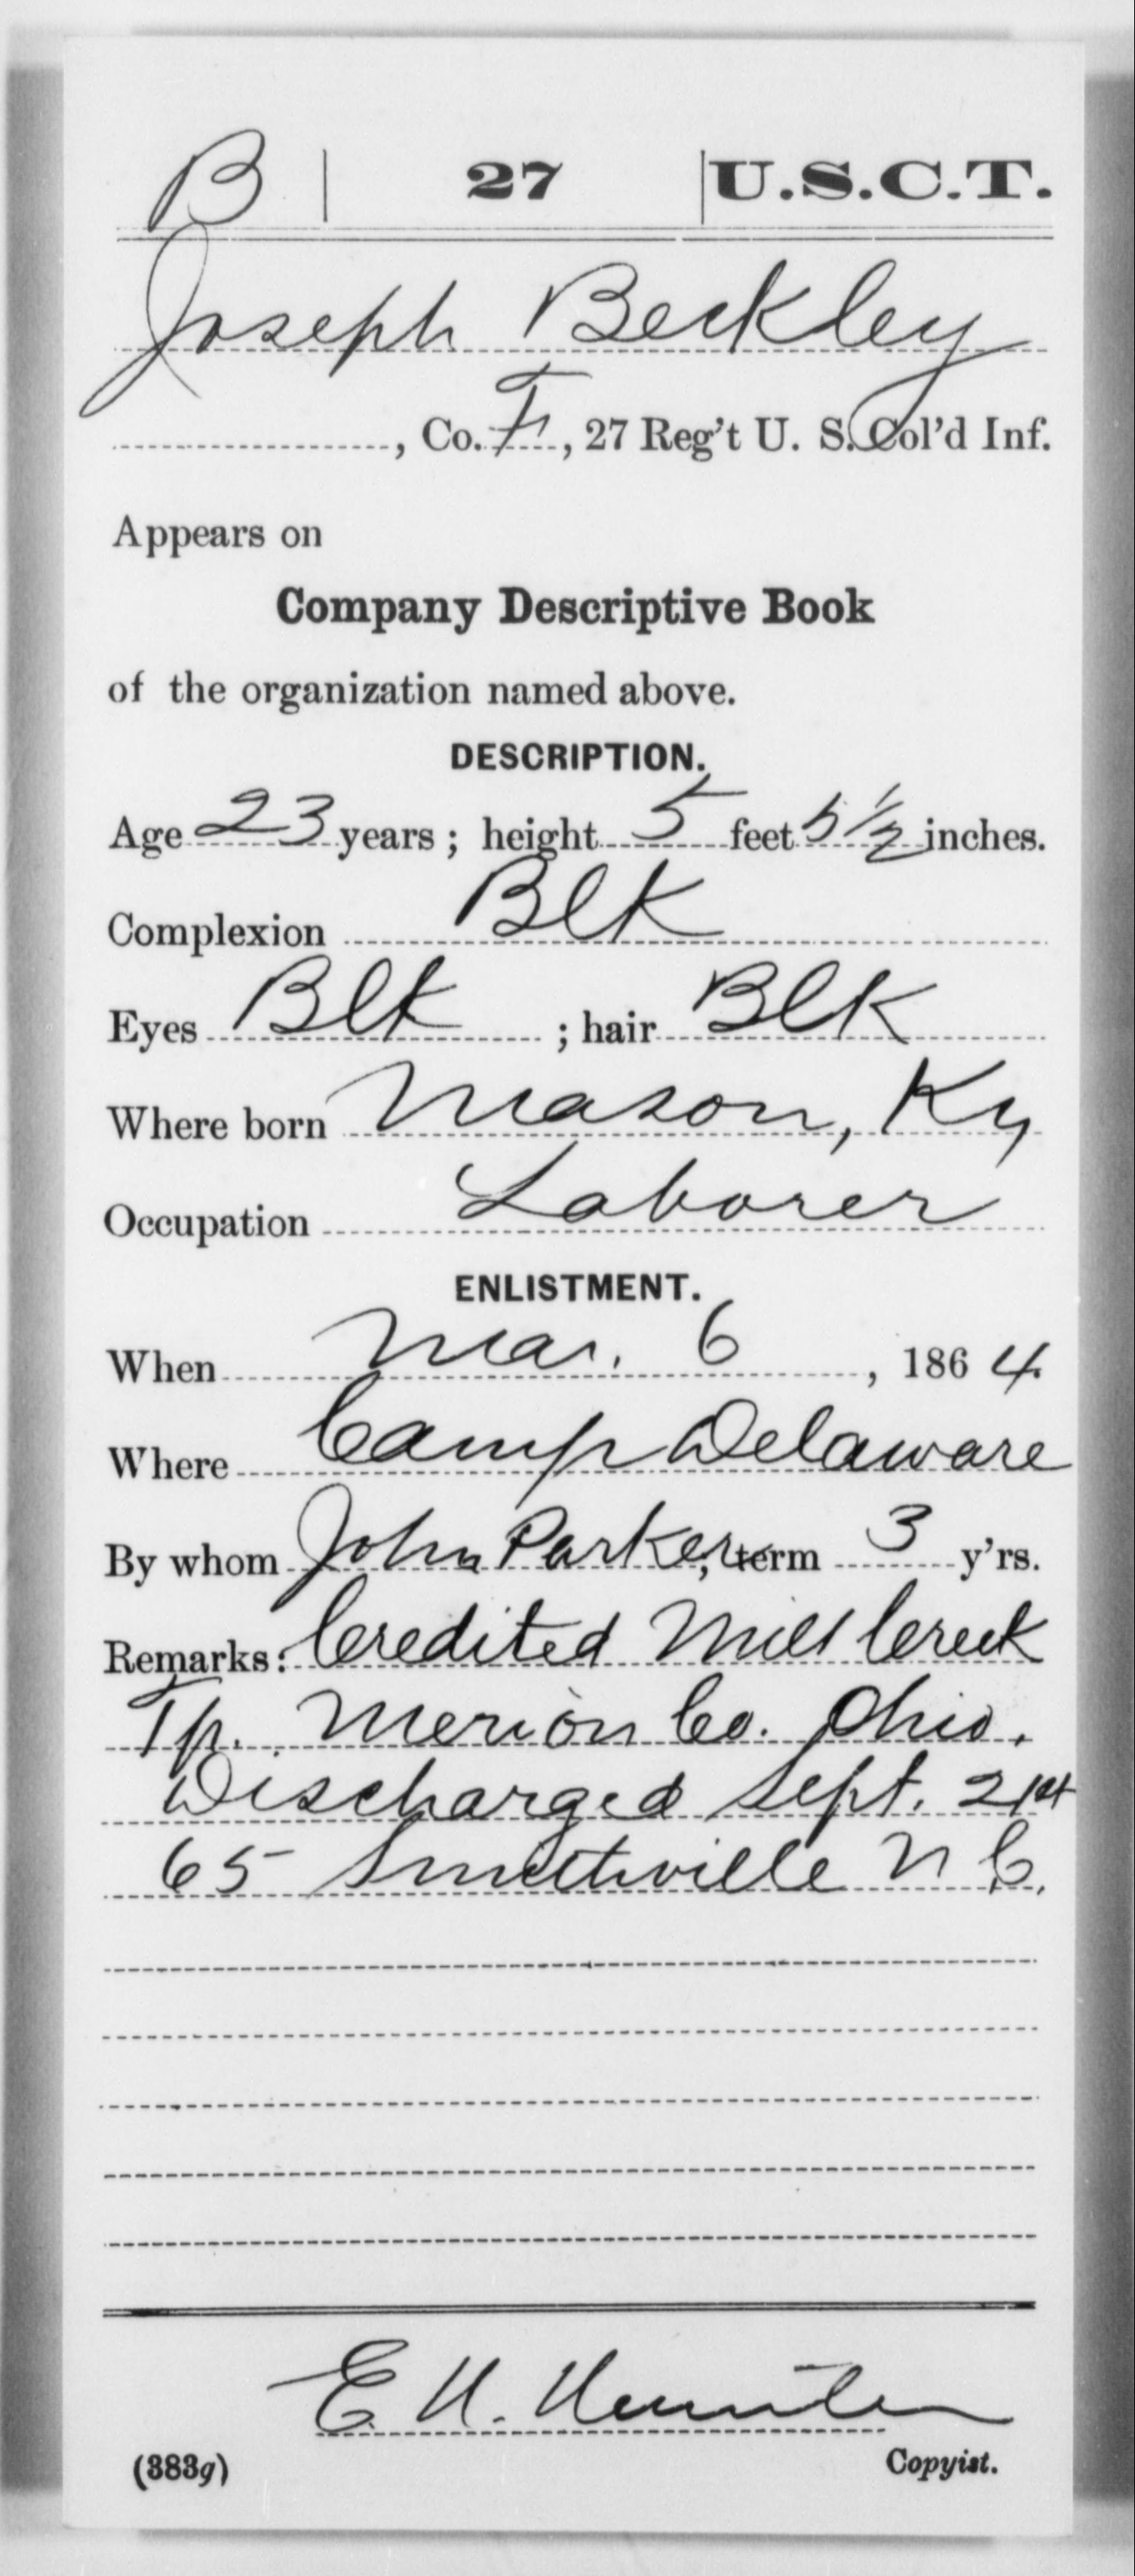 B | 27 | U.S.C.T.
Joseph Beckley
, Co. F, 27 Reg't U. S. Col'd Inf.
Appears on
Company Descriptive Book
of the organization named above.
DESCRIPTION.
Age 23 years; height 5 feet 5 1/2 inches.
Complexion Blk
Eyes Blk; hair Blk
Where born Mason, Ky
Occupation Laborer
ENLISTMENT.
When Mar. 6, 1864.
Where Camp Delaware
By whom John Parker, term 3 y'rs.
Remarks: Credited Mill Creek
Tp. Merion Co. Ohio.
Discharged Sept. 21st
65 Smithville N C.
E H.
(383g) Copyist.